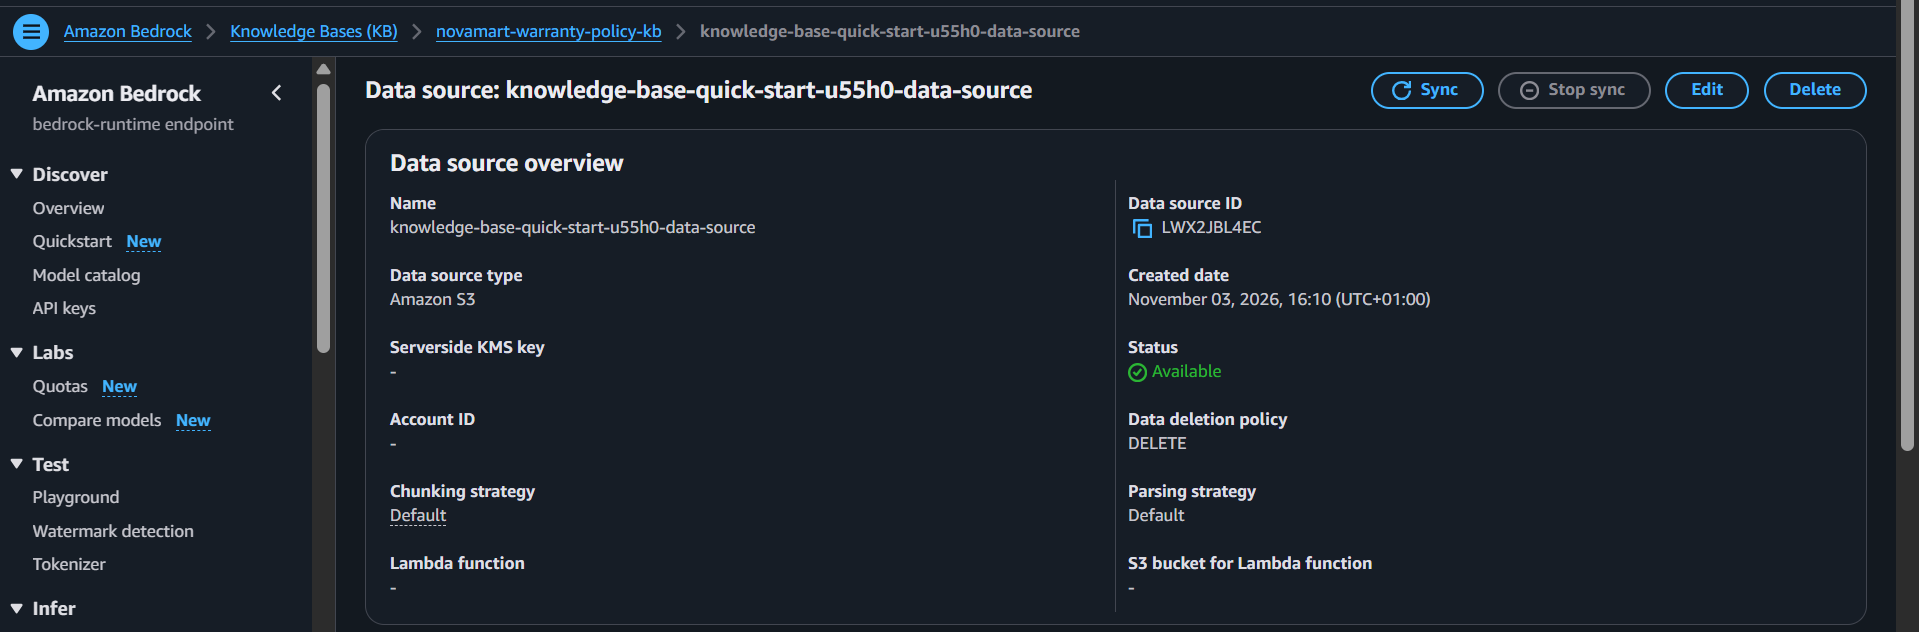 Amazon Bedrock > Knowledge Bases (KB) > novamart-warranty-policy-kb > knowledge-base-quick-start-u55h0-data-source
Amazon Bedrock
bedrock-runtime endpoint
Discover
Overview
Quickstart New
Model catalog
API keys
Labs
Quotas New
Compare models New
Test
Playground
Watermark detection
Tokenizer
Infer
Data source: knowledge-base-quick-start-u55h0-data-source
Sync
Stop sync
Edit
Delete
Data source overview
Name
knowledge-base-quick-start-u55h0-data-source
Data source type
Amazon S3
Serverside KMS key
-
Account ID
-
Chunking strategy
Default
Lambda function
-
Data source ID
LWX2JBL4EC
Created date
November 03, 2026, 16:10 (UTC+01:00)
Status
Available
Data deletion policy
DELETE
Parsing strategy
Default
S3 bucket for Lambda function
-